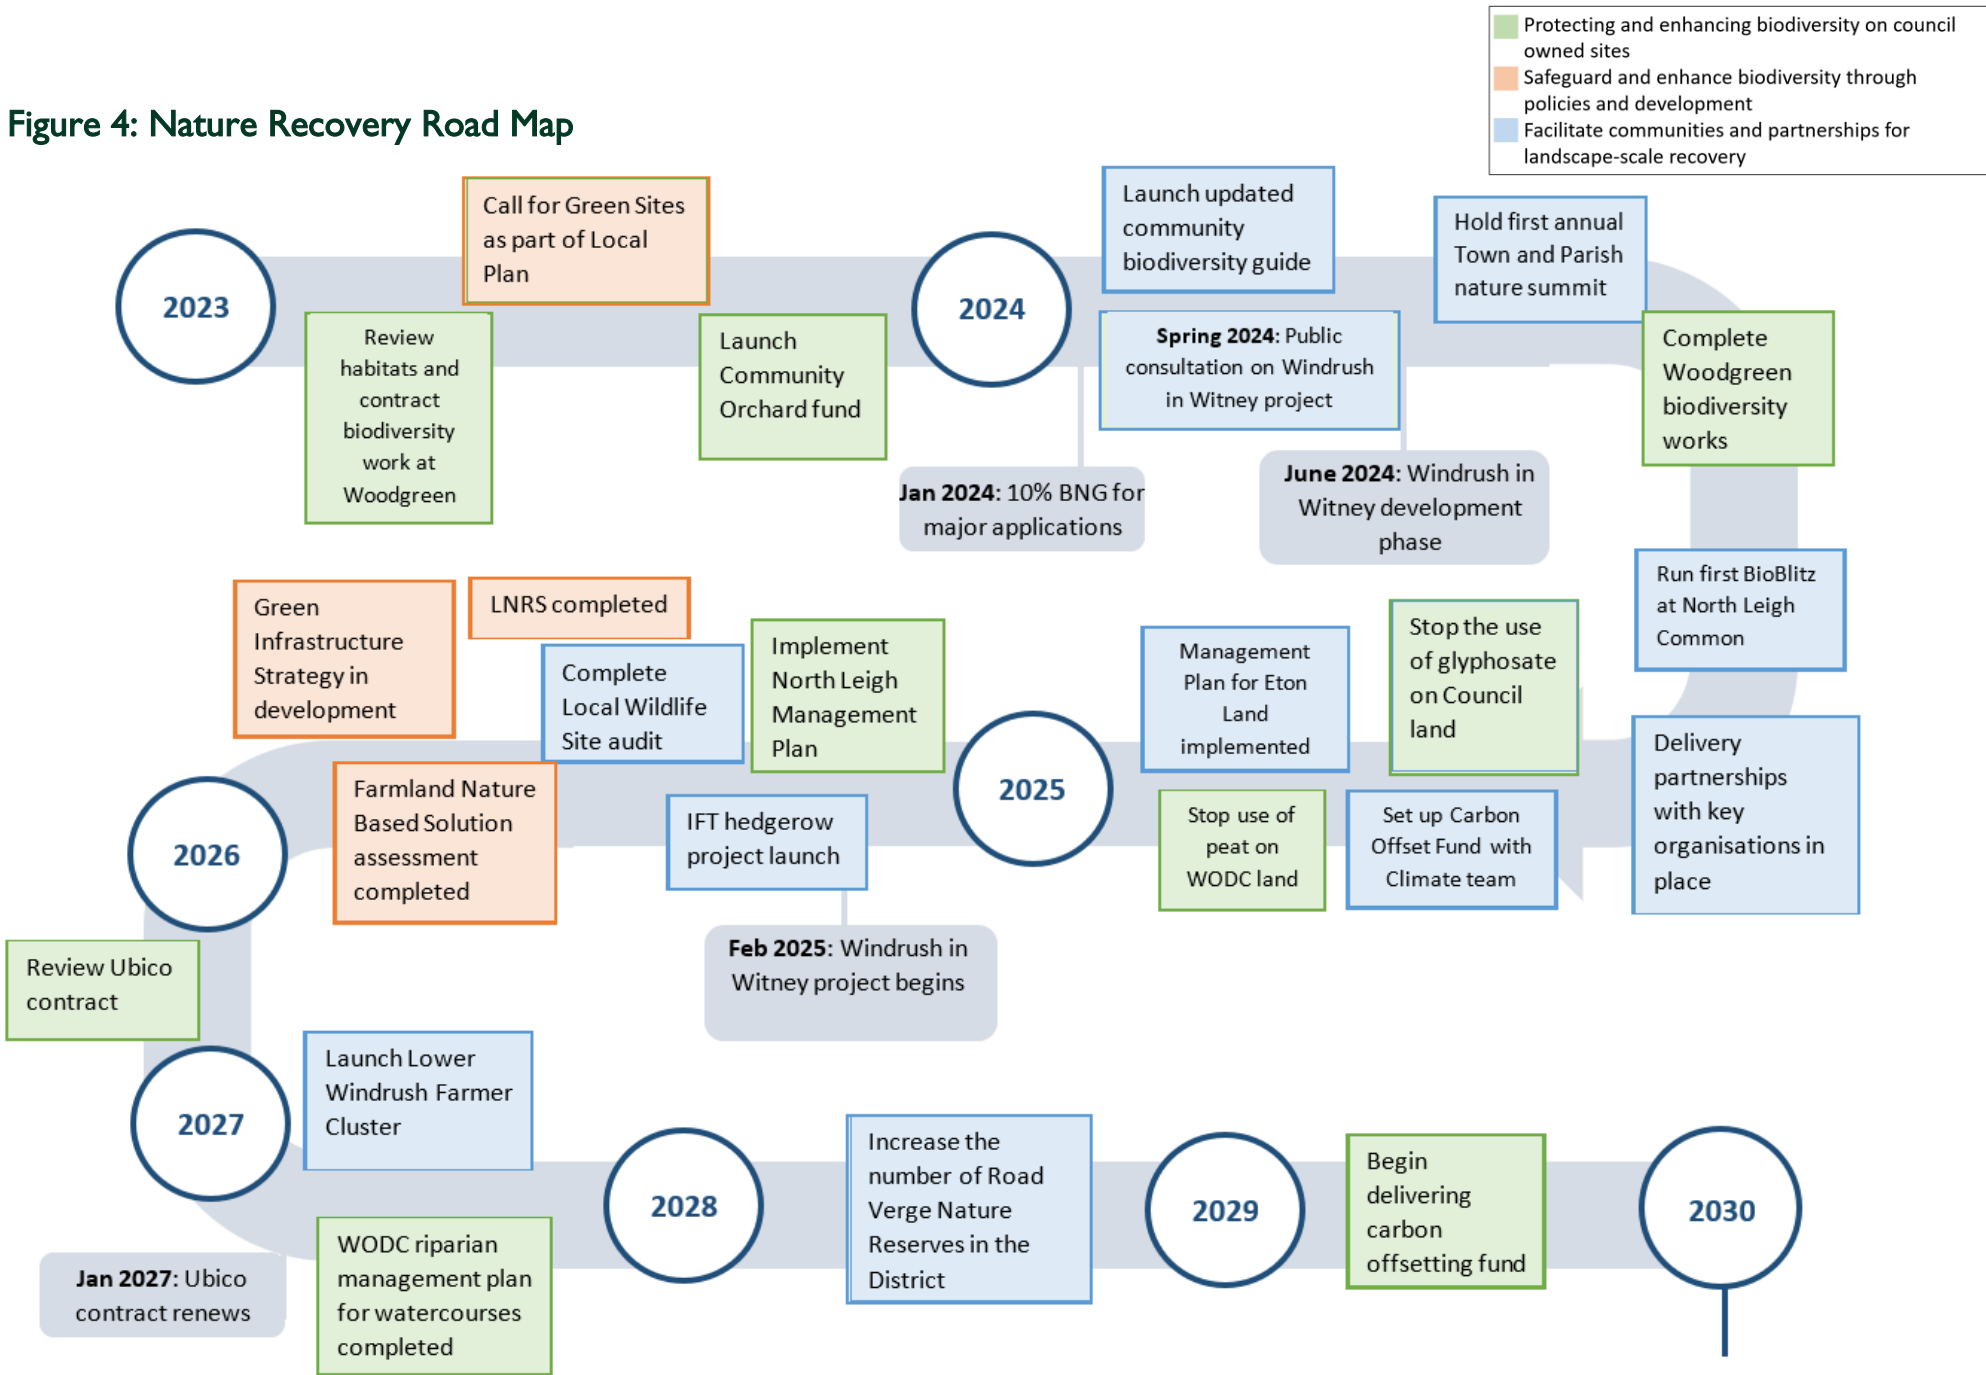 Protecting and enhancing biodiversity on council
owned sites
Safeguard and enhance biodiversity through
policies and development
Facilitate communities and partnerships for
landscape-scale recovery
Figure 4: Nature Recovery Road Map
2023
Call for Green Sites
as part of Local
Plan
Review
habitats and
contract
biodiversity
work at
Woodgreen
Launch
Community
Orchard fund
2024
Launch updated
community
biodiversity guide
Spring 2024: Public
consultation on Windrush
in Witney project
Jan 2024: 10% BNG for
major applications
June 2024: Windrush in
Witney development
phase
Hold first annual
Town and Parish
nature summit
Complete
Woodgreen
biodiversity
works
Run first BioBlitz
at North Leigh
Common
Delivery
partnerships
with key
organisations in
place
Stop the use
of glyphosate
on Council
land
Set up Carbon
Offset Fund with
Climate team
Management
Plan for Eton
Land
implemented
Stop use of
peat on
WODC land
2025
Implement
North Leigh
Management
Plan
IFT hedgerow
project launch
Feb 2025: Windrush in
Witney project begins
Complete
Local Wildlife
Site audit
LNRS completed
Farmland Nature
Based Solution
assessment
completed
Green
Infrastructure
Strategy in
development
2026
Review Ubico
contract
2027
Jan 2027: Ubico
contract renews
Launch Lower
Windrush Farmer
Cluster
WODC riparian
management plan
for watercourses
completed
2028
Increase the
number of Road
Verge Nature
Reserves in the
District
2029
Begin
delivering
carbon
offsetting fund
2030